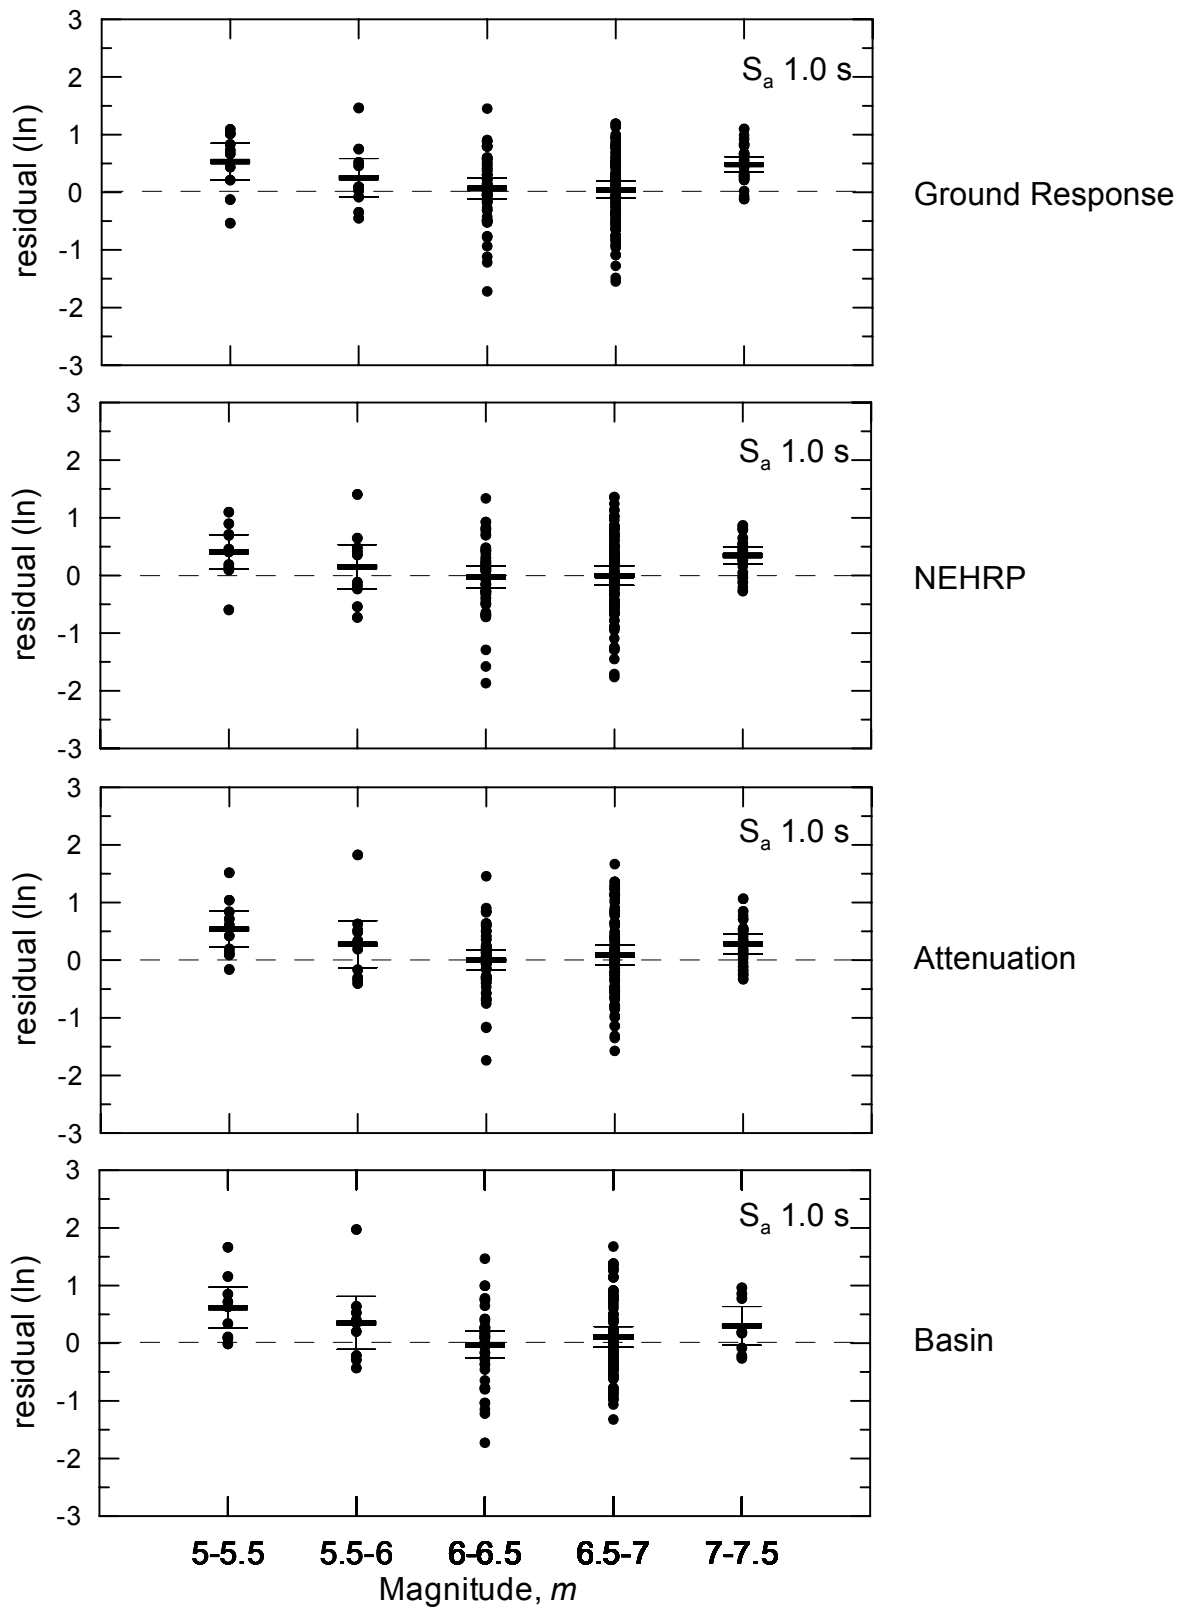 3
2
1
0
-1
-2
-3
residual (ln)
Sa 1.0 s
Ground Response
3
2
1
0
-1
-2
-3
residual (ln)
Sa 1.0 s
NEHRP
3
2
1
0
-1
-2
-3
residual (ln)
Sa 1.0 s
Attenuation
3
2
1
0
-1
-2
-3
residual (ln)
Sa 1.0 s
Basin
5-5.5 5.5-6 6-6.5 6.5-7 7-7.5
Magnitude, m